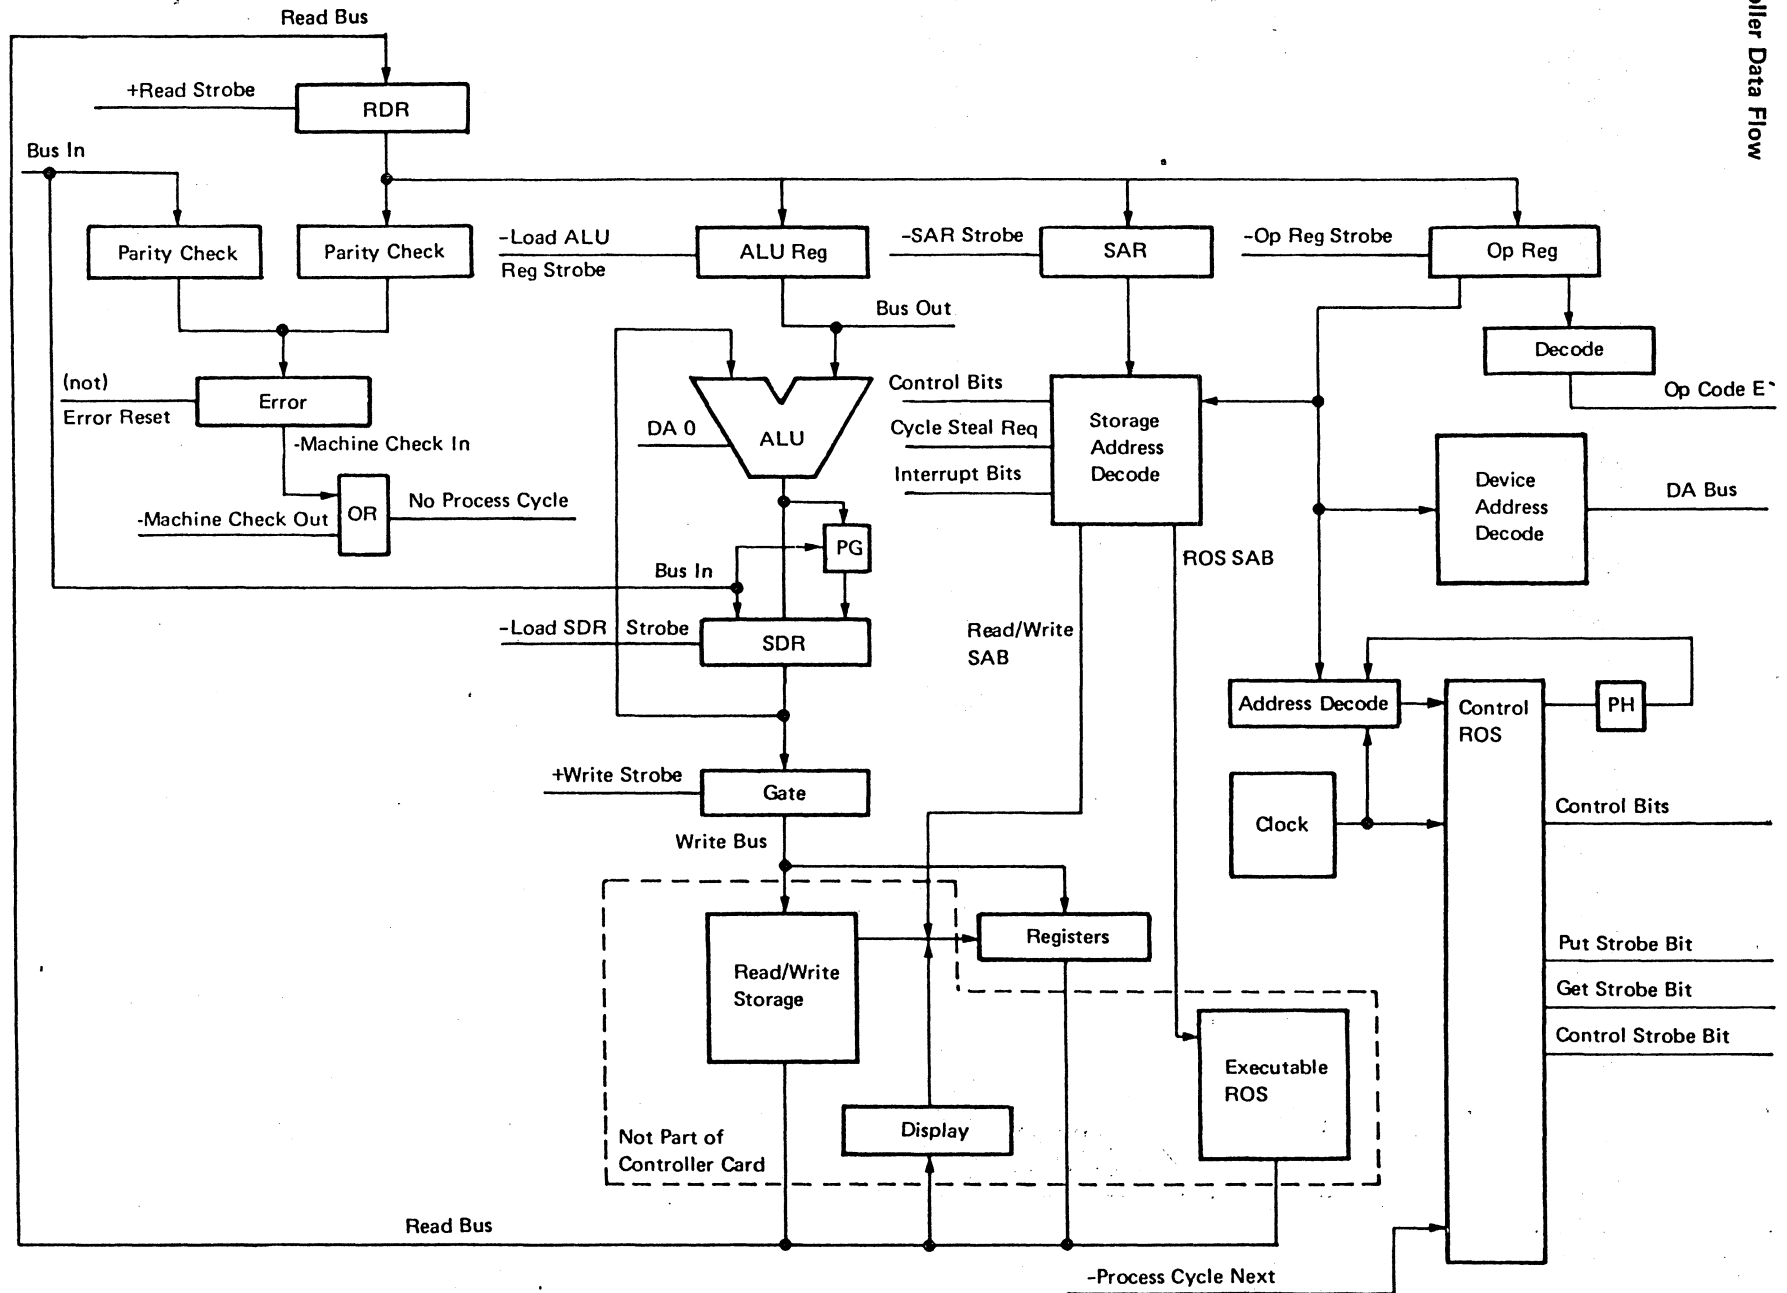 Read Bus
oller Data Flow
+Read Strobe
RDR
Bus In
Parity Check
Parity Check
-Load ALU
Reg Strobe
ALU Reg
-SAR Strobe
SAR
-Op Reg Strobe
Op Reg
Bus Out
Decode
Op Code E
(not)
Error Reset
Error
-Machine Check In
OR
No Process Cycle
-Machine Check Out
DA 0
ALU
Control Bits
Cycle Steal Req
Interrupt Bits
Storage
Address
Decode
Device
Address
Decode
DA Bus
PG
Bus In
ROS SAB
-Load SDR Strobe
SDR
Read/Write
SAB
Address Decode
Control
ROS
PH
+Write Strobe
Gate
Clock
Control Bits
Write Bus
Registers
Put Strobe Bit
Read/Write
Storage
Get Strobe Bit
Control Strobe Bit
Executable
ROS
Display
Not Part of
Controller Card
Read Bus
-Process Cycle Next